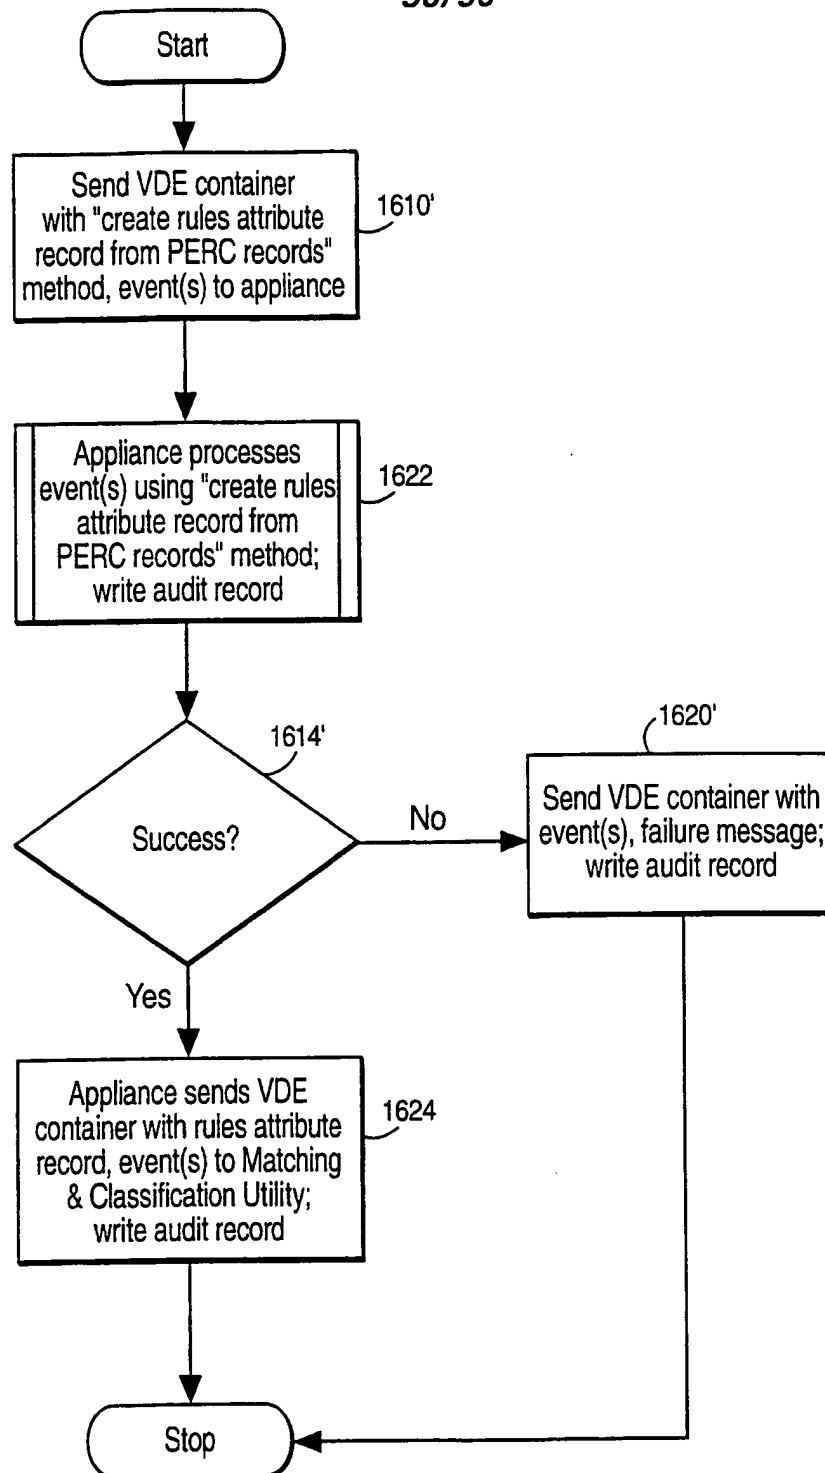 Start
Send VDE container
with "create rules attribute
record from PERC records"
method, event(s) to appliance
1610'
Appliance processes
event(s) using "create rules
attribute record from
PERC records" method;
write audit record
1622
1614'
Success?
No
1620'
Send VDE container with
event(s), failure message;
write audit record
Yes
Appliance sends VDE
container with rules attribute
record, event(s) to Matching
& Classification Utility;
write audit record
1624
Stop